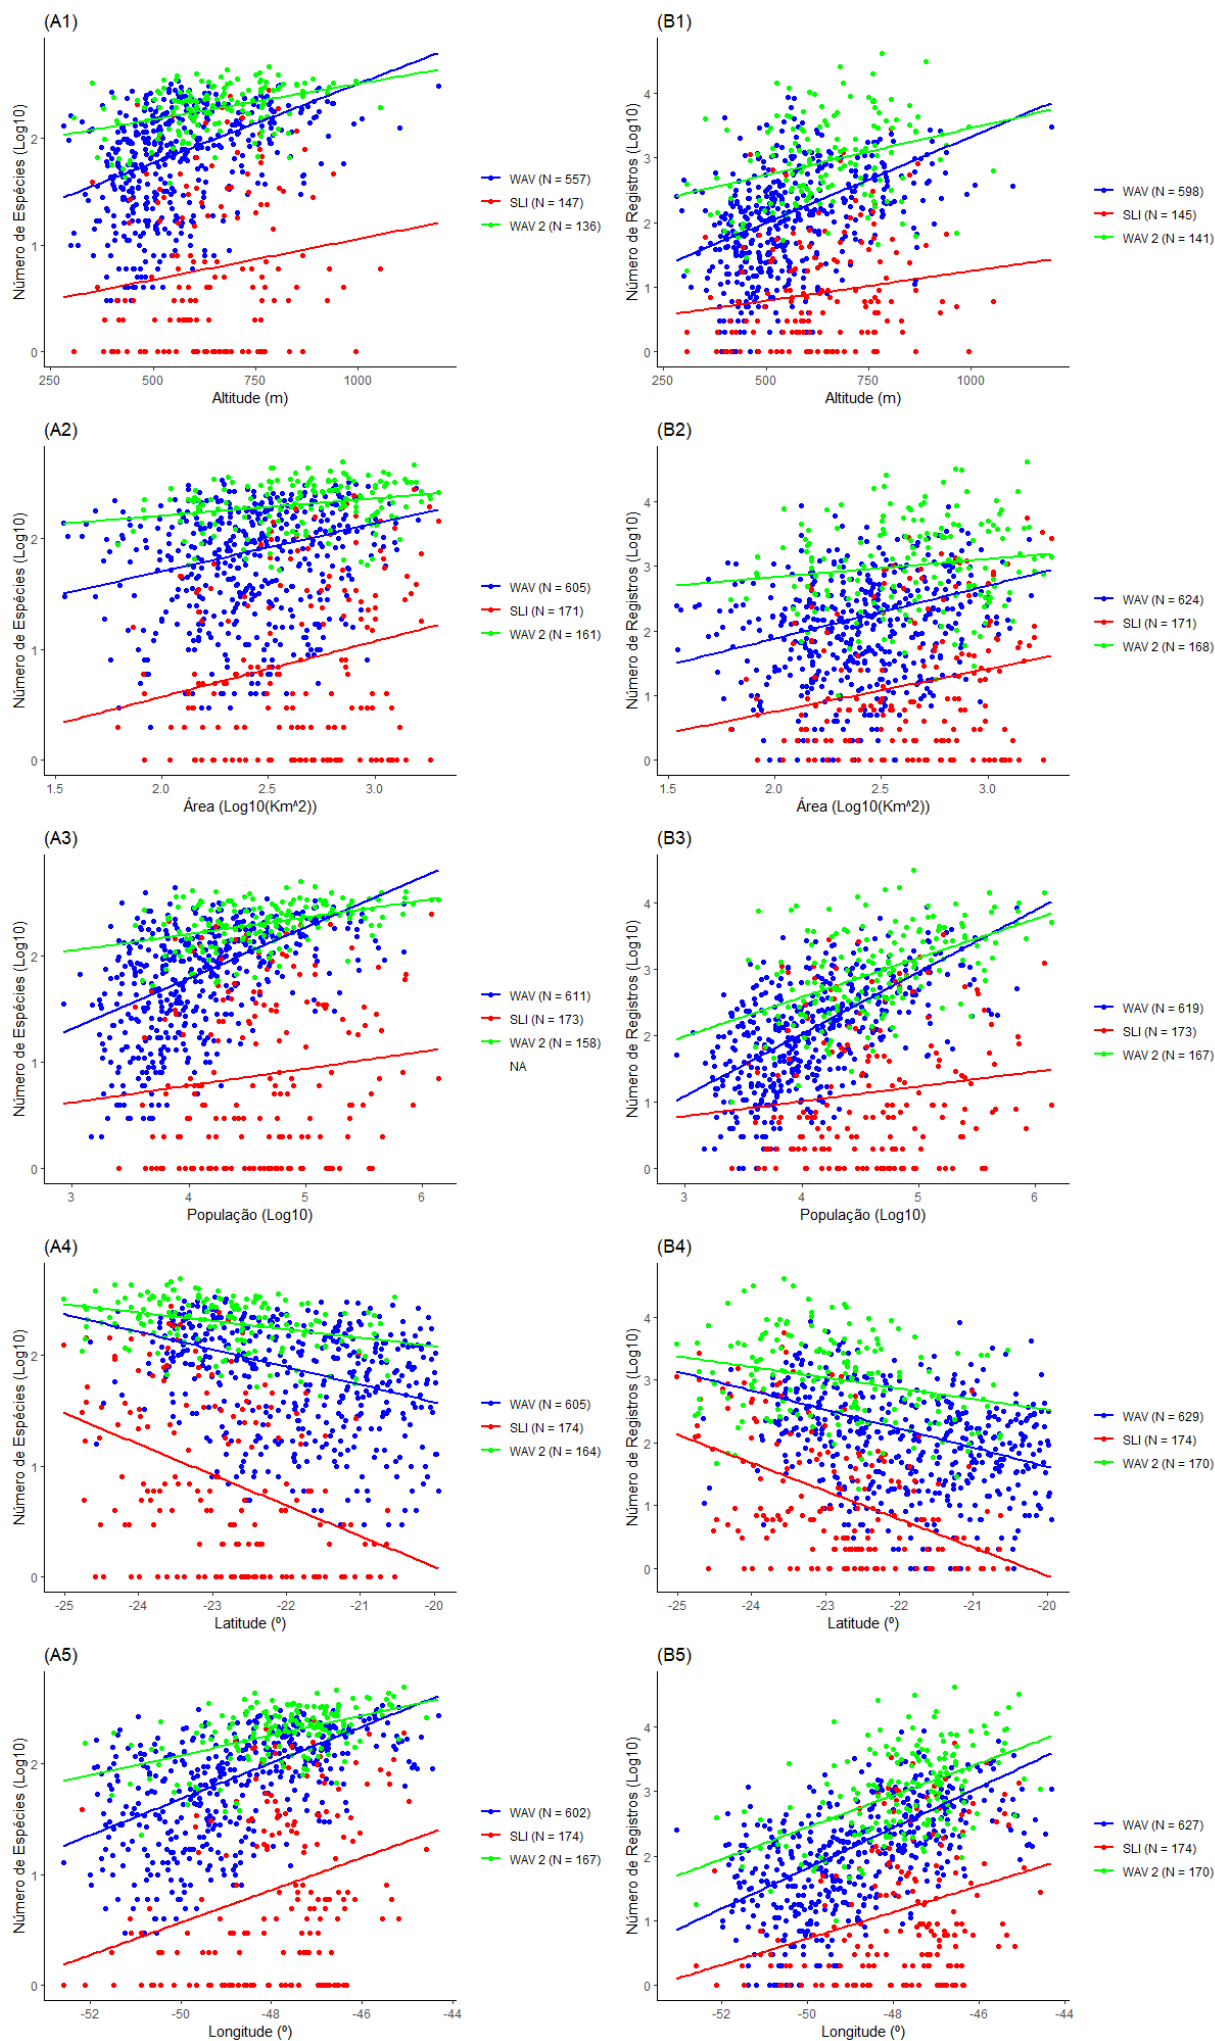 (A1)
Número de Espécies (Log10)
2
1
0
250
500
750
1000
Altitude (m)
WAV (N = 557)
SLI (N = 147)
WAV 2 (N = 136)
(B1)
Número de Registros (Log10)
4
3
2
1
0
250
500
750
1000
Altitude (m)
WAV (N = 598)
SLI (N = 145)
WAV 2 (N = 141)
(A2)
Número de Espécies (Log10)
2
1
0
1.5
2.0
2.5
3.0
Área (Log10(Km^2))
WAV (N = 605)
SLI (N = 171)
WAV 2 (N = 161)
(B2)
Número de Registros (Log10)
4
3
2
1
0
1.5
2.0
2.5
3.0
Área (Log10(Km^2))
WAV (N = 624)
SLI (N = 171)
WAV 2 (N = 168)
(A3)
Número de Espécies (Log10)
2
1
0
3
4
5
6
População (Log10)
WAV (N = 611)
SLI (N = 173)
WAV 2 (N = 158)
NA
(B3)
Número de Registros (Log10)
4
3
2
1
0
3
4
5
6
População (Log10)
WAV (N = 619)
SLI (N = 173)
WAV 2 (N = 167)
(A4)
Número de Espécies (Log10)
2
1
0
-25
-24
-23
-22
-21
-20
Latitude (º)
WAV (N = 605)
SLI (N = 174)
WAV 2 (N = 164)
(B4)
Número de Registros (Log10)
4
3
2
1
0
-25
-24
-23
-22
-21
-20
Latitude (º)
WAV (N = 629)
SLI (N = 174)
WAV 2 (N = 170)
(A5)
Número de Espécies (Log10)
2
1
0
-52
-50
-48
-46
-44
Longitude (º)
WAV (N = 602)
SLI (N = 174)
WAV 2 (N = 167)
(B5)
Número de Registros (Log10)
4
3
2
1
0
-52
-50
-48
-46
-44
Longitude (º)
WAV (N = 627)
SLI (N = 174)
WAV 2 (N = 170)